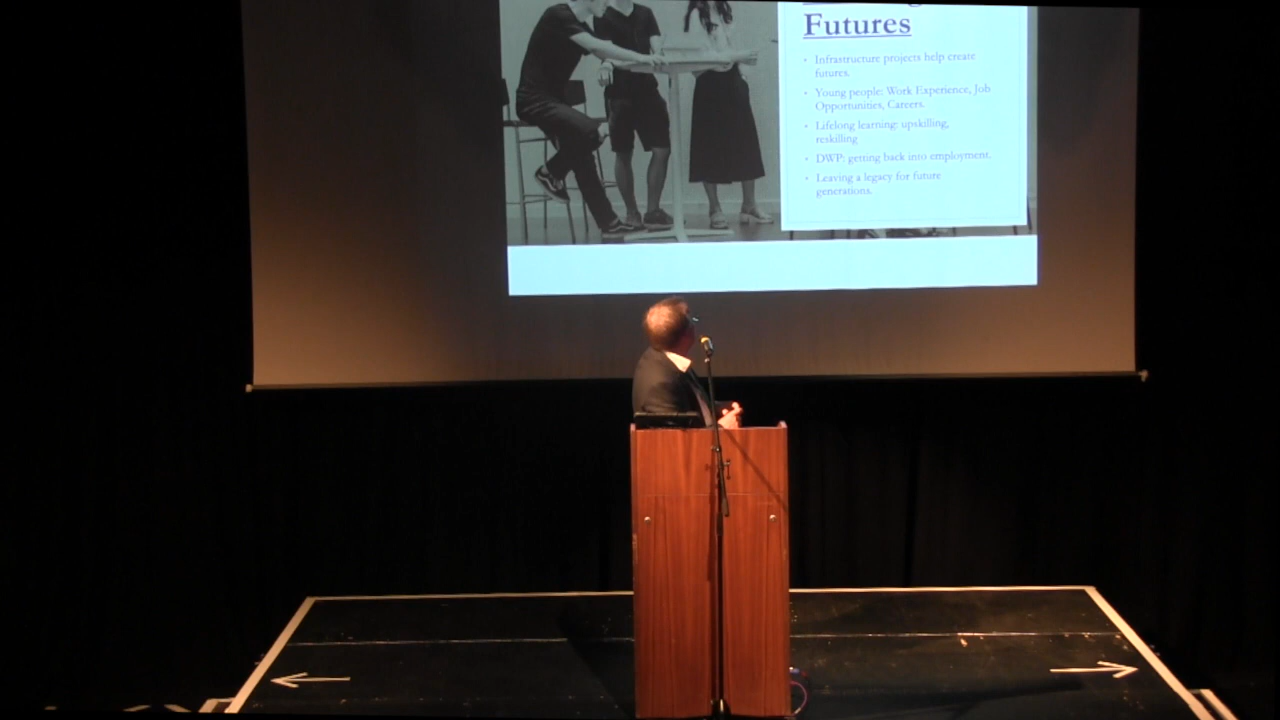 Futures
• Infrastructure projects help create
futures.
• Young people: Work Experience, Job
Opportunities, Careers.
• Lifelong learning: upskilling,
reskilling
• DWP: getting back into employment.
• Leaving a legacy for future
generations.